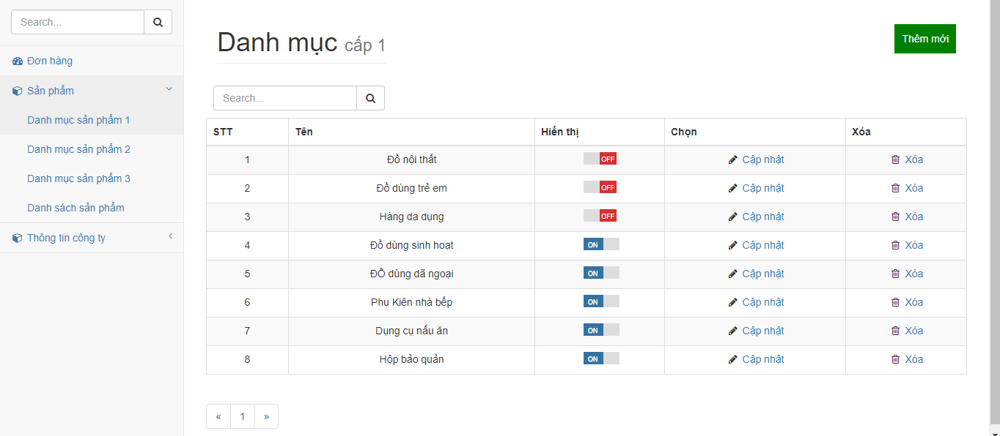 Search...
Đơn hàng
Sản phẩm
Danh mục sản phẩm 1
Danh mục sản phẩm 2
Danh mục sản phẩm 3
Danh sách sản phẩm
Thông tin công ty
Danh mục cấp 1
Thêm mới
Search...
STT Tên Hiển thị Chọn Xóa
1 Đồ nội thất OFF Cập nhật Xóa
2 Đồ dùng trẻ em OFF Cập nhật Xóa
3 Hàng da dụng OFF Cập nhật Xóa
4 Đồ dùng sinh hoạt ON Cập nhật Xóa
5 ĐỒ dùng dã ngoại ON Cập nhật Xóa
6 Phụ Kiện nhà bếp ON Cập nhật Xóa
7 Dụng cụ nấu ăn ON Cập nhật Xóa
8 Hộp bảo quản ON Cập nhật Xóa
« 1 »